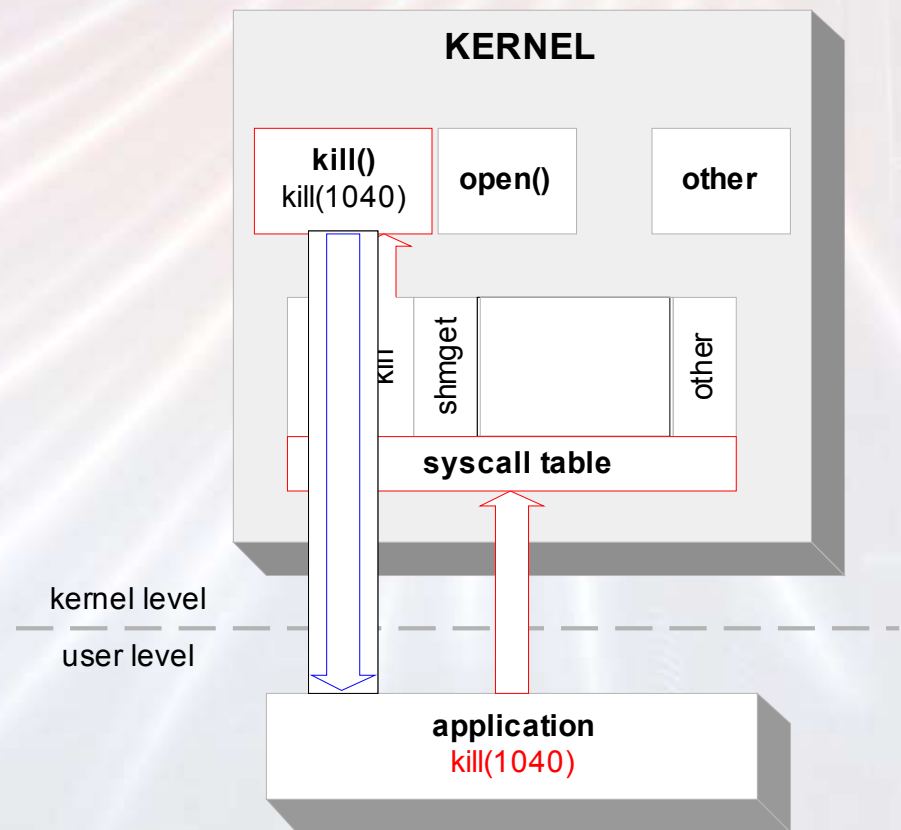 KERNEL
kill()
kill(1040)
open()
other
kill
shmget
other
syscall table
kernel level
user level
application
kill(1040)